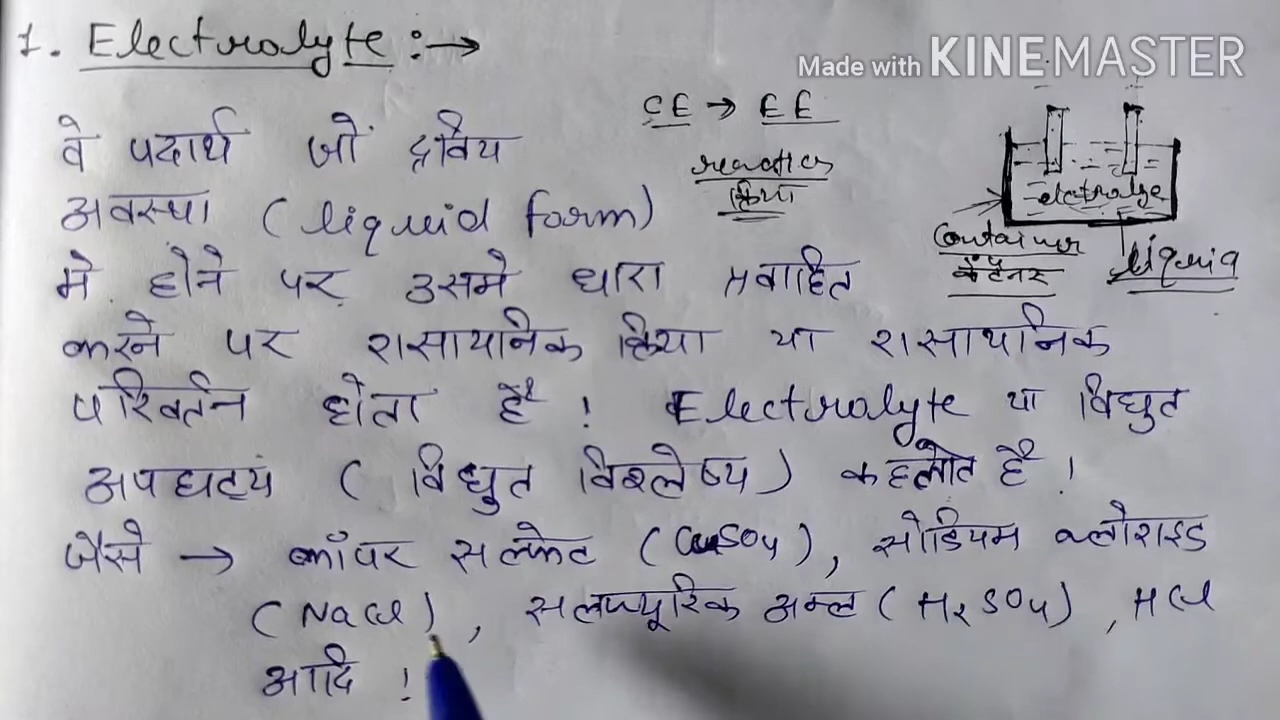 1. Electrolyte :→
Made with KINEMASTER
CE → EE
reaction
क्रिया
वे पदार्थ जो द्रविय
अवस्था (liquid form)
मे होने पर उसमे धारा प्रवाहित
करने पर रासायनिक क्रिया या रासायनिक
परिवर्तन होता है ! Electrolyte या विधुत
अपघट्य ( विधुत विश्लेष्य) कहलाते है !
जैसे → कॉपर सल्फेट (CuSO4), सोडियम क्लोराइड
(NaCl), सलफ्यूरिक अम्ल (H2SO4), HCl
आदि !
Container
कंटेनर
liquid